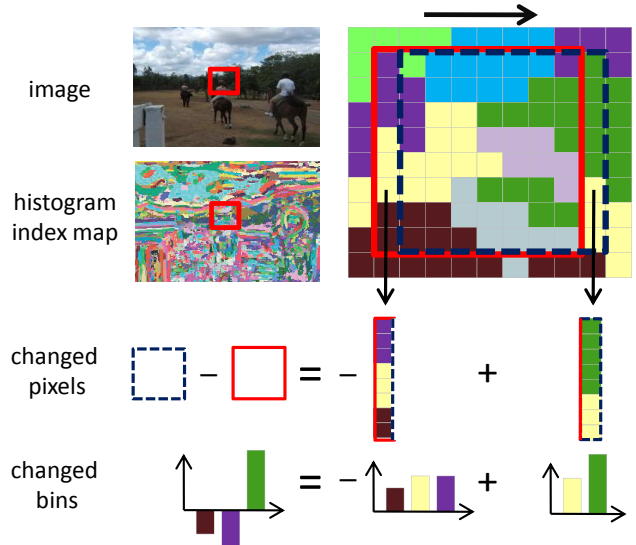 image
histogram
index map
changed
pixels
− = − +
changed
bins
= − +